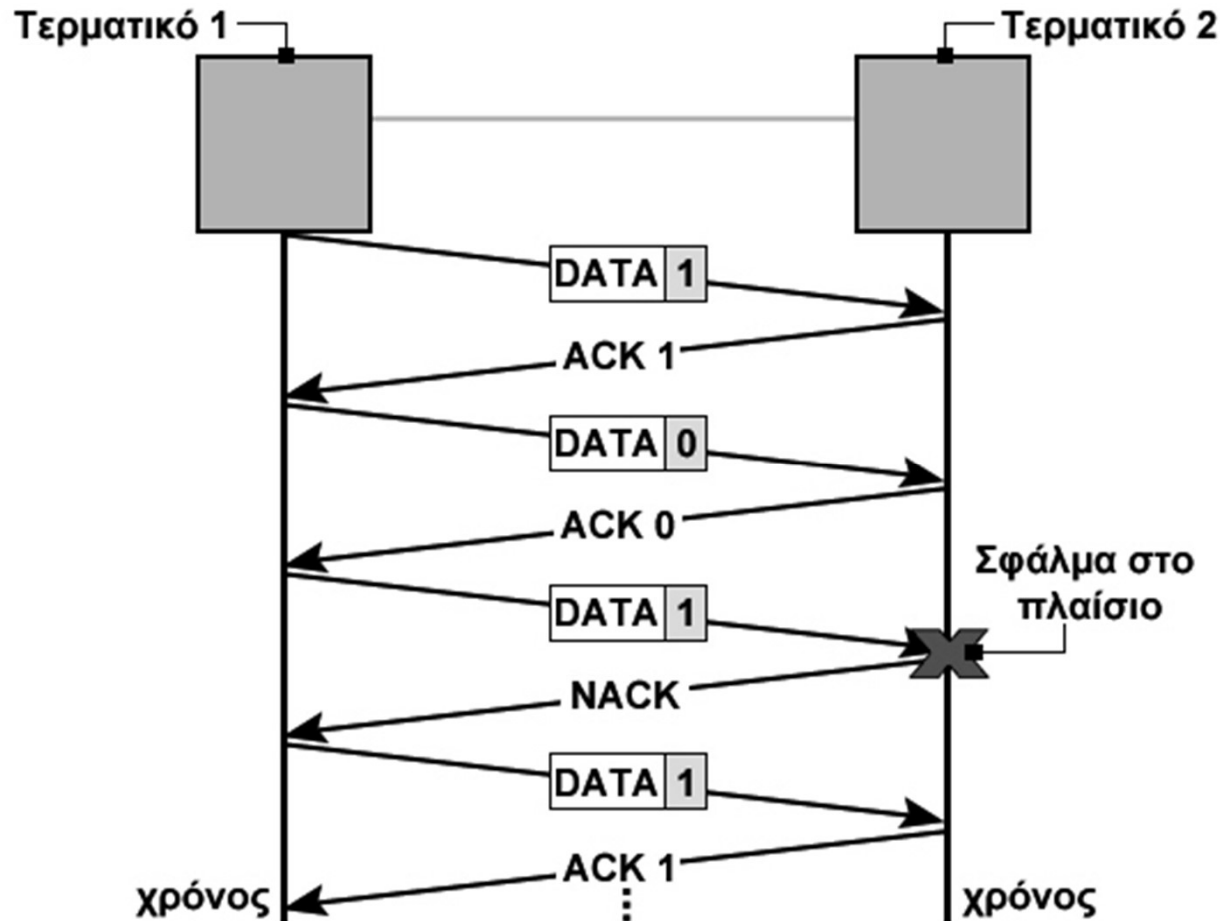 Τερματικό 1
Τερματικό 2
DATA 1
ACK 1
DATA 0
ACK 0
Σφάλμα στο
πλαίσιο
DATA 1
NACK
DATA 1
ACK 1
χρόνος
χρόνος